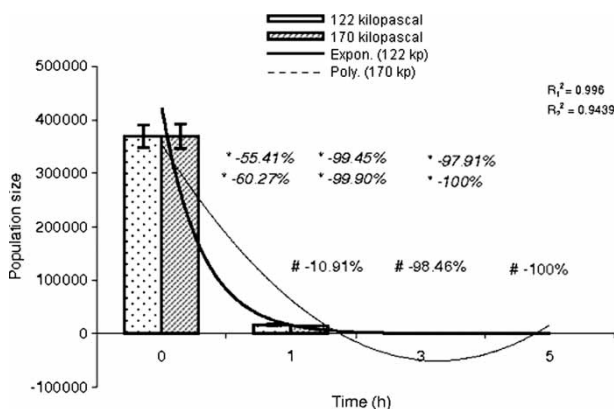 122 kilopascal
170 kilopascal
Expon. (122 kp)
Poly. (170 kp)
R₁² = 0.996
R₂² = 0.9439
500000
400000
300000
200000
100000
0
-100000
Population size
* -55.41% * -99.45% * -97.91%
* -60.27% * -99.90% * -100%
# -10.91% # -98.46% # -100%
0 1 3 5
Time (h)